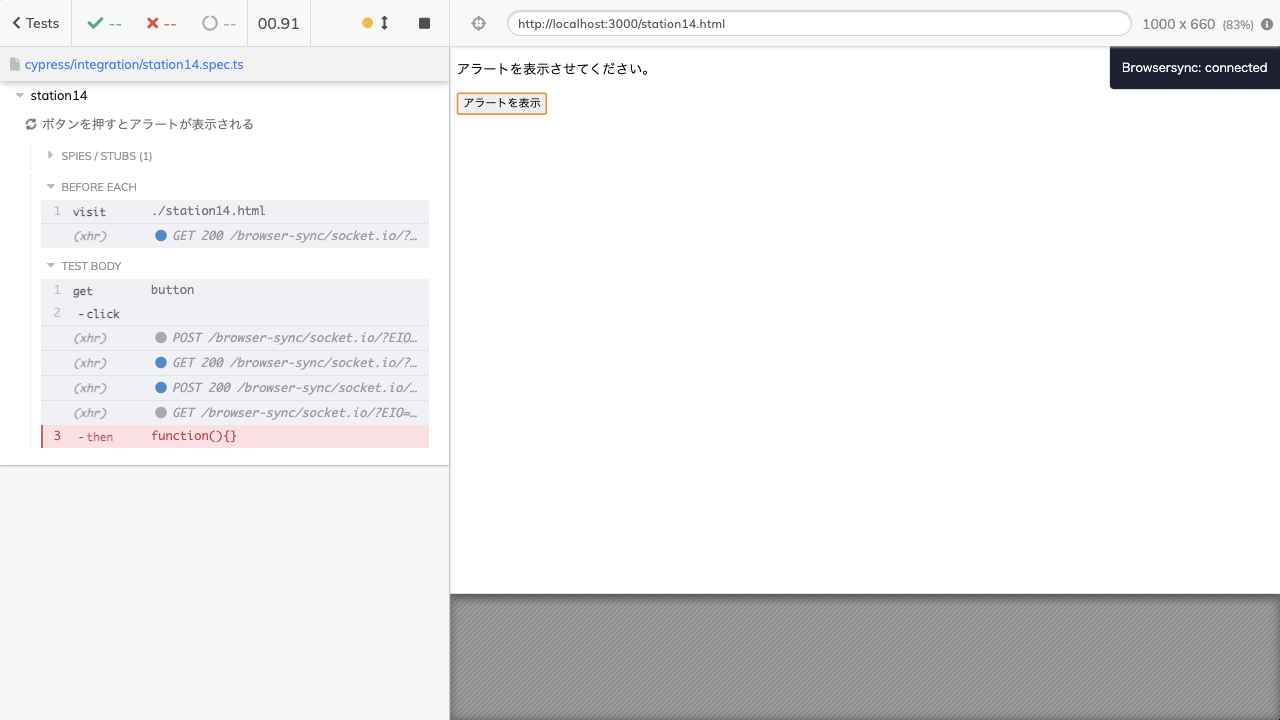 Tests -- -- -- 00.91
http://localhost:3000/station14.html 1000 x 660 (83%)
cypress/integration/station14.spec.ts
station14
ボタンを押すとアラートが表示される
SPIES / STUBS (1)
BEFORE EACH
1 visit ./station14.html
(xhr) GET 200 /browser-sync/socket.io/?…
TEST BODY
1 get button
2 -click
(xhr) POST /browser-sync/socket.io/?EIO…
(xhr) GET 200 /browser-sync/socket.io/?…
(xhr) POST 200 /browser-sync/socket.io/…
(xhr) GET /browser-sync/socket.io/?EIO=…
3 -then function(){}
アラートを表示させてください。
アラートを表示
Browsersync: connected